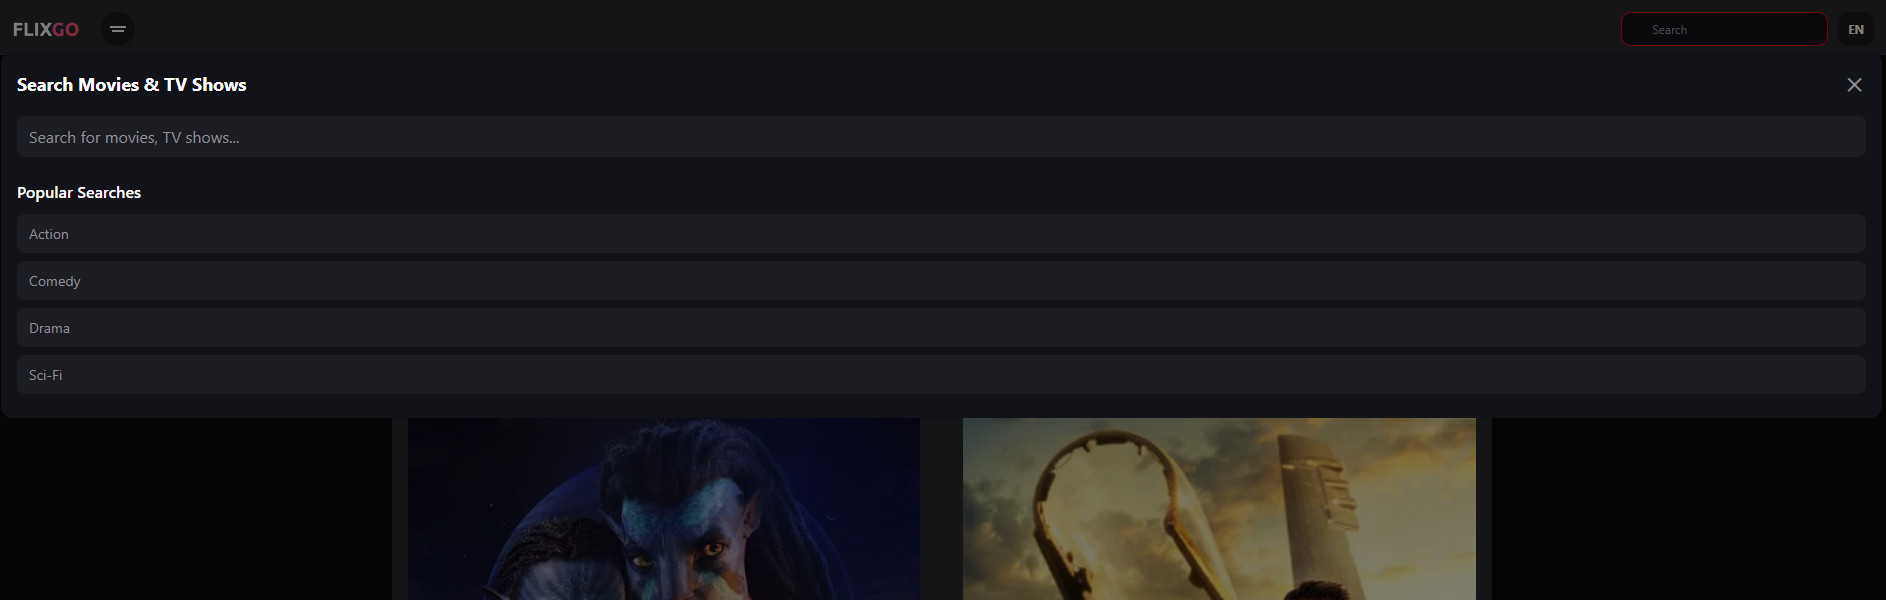 FLIXGO
Search
EN
Search Movies & TV Shows
Search for movies, TV shows...
Popular Searches
Action
Comedy
Drama
Sci-Fi